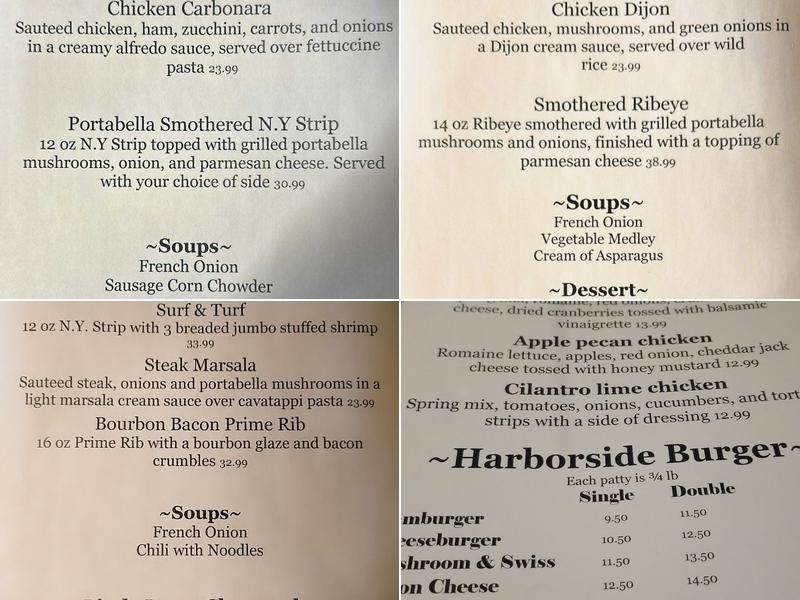 Chicken Carbonara
Sauteed chicken, ham, zucchini, carrots, and onions
in a creamy alfredo sauce, served over fettuccine
pasta 23.99
Portabella Smothered N.Y Strip
12 oz N.Y Strip topped with grilled portabella
mushrooms, onion, and parmesan cheese. Served
with your choice of side 30.99
~Soups~
French Onion
Sausage Corn Chowder
Chicken Dijon
Sauteed chicken, mushrooms, and green onions in
a Dijon cream sauce, served over wild
rice 23.99
Smothered Ribeye
14 oz Ribeye smothered with grilled portabella
mushrooms and onions, finished with a topping of
parmesan cheese 38.99
~Soups~
French Onion
Vegetable Medley
Cream of Asparagus
~Dessert~
Surf & Turf
12 oz N.Y. Strip with 3 breaded jumbo stuffed shrimp
33.99
Steak Marsala
Sauteed steak, onions and portabella mushrooms in a
light marsala cream sauce over cavatappi pasta 23.99
Bourbon Bacon Prime Rib
16 oz Prime Rib with a bourbon glaze and bacon
crumbles 32.99
~Soups~
French Onion
Chili with Noodles
cheese, dried cranberries tossed with balsamic
vinaigrette 13.99
Apple pecan chicken
Romaine lettuce, apples, red onion, cheddar jack
cheese tossed with honey mustard 12.99
Cilantro lime chicken
Spring mix, tomatoes, onions, cucumbers, and tort
strips with a side of dressing 12.99
~Harborside Burger~
Each patty is ¾ lb
Single Double
mburger 9.50 11.50
eeseburger 10.50 12.50
shroom & Swiss 11.50 13.50
on Cheese 12.50 14.50